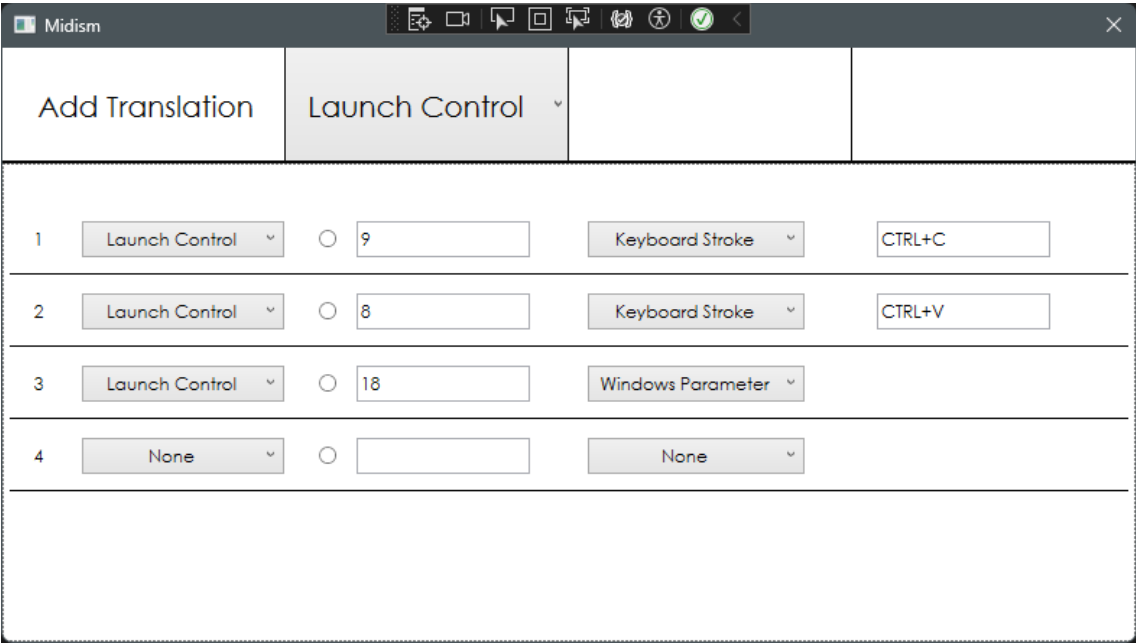 Midism
Add Translation Launch Control
1 Launch Control 9 Keyboard Stroke CTRL+C
2 Launch Control 8 Keyboard Stroke CTRL+V
3 Launch Control 18 Windows Parameter
4 None None